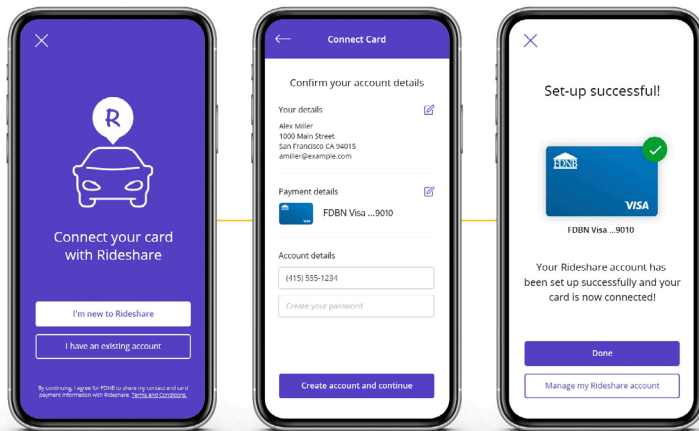 R
Connect your card
with Rideshare
I'm new to Rideshare
I have an existing account
By continuing, I agree for FDNB to share my contact and card
payment information with Rideshare. Terms and Conditions.
Connect Card
Confirm your account details
Your details
Alex Miller
1000 Main Street
San Francisco CA 94015
amiller@example.com
Payment details
VISA
FDBN Visa ...9010
Account details
(415) 555-1234
Create your password
Create account and continue
Set-up successful!
FDNB
VISA
FDBN Visa ...9010
Your Rideshare account has
been set up successfully and your
card is now connected!
Done
Manage my Rideshare account